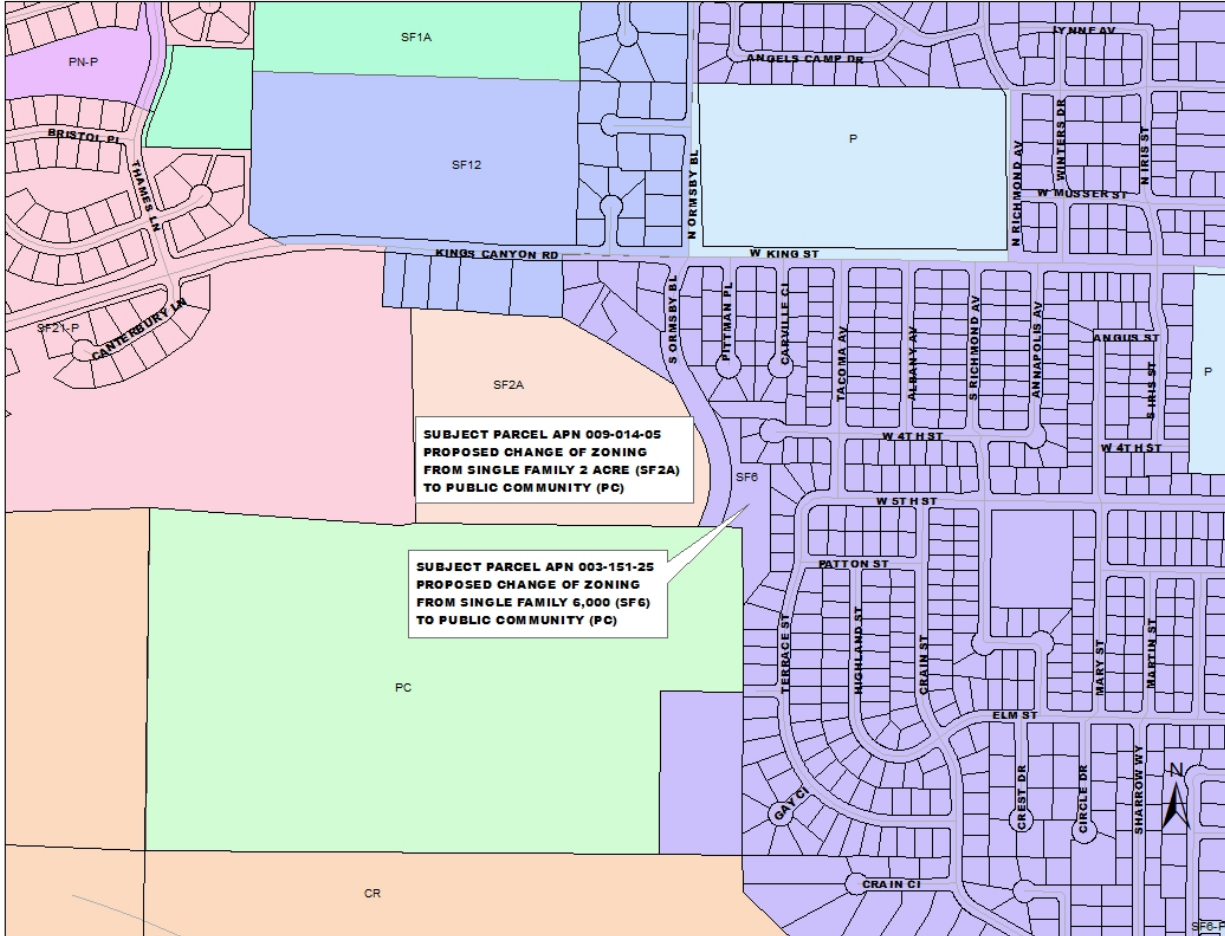 SF1A
PN-P
LYNNE AV
ANGELS CAMP DR
BRISTOL PL
THAMES LN
SF12
P
N ORMSBY BL
N RICHMOND AV
WINTERS DR
N IRIS ST
W MUSSER ST
KINGS CANYON RD
W KING ST
SF21-P
CANTERBURY LN
S ORMSBY BL
PITTMAN PL
CARVILLE CI
TACOMA AV
ALBANY AV
S RICHMOND AV
ANNAPOLIS AV
ANGUS ST
S IRIS ST
P
SF2A
SUBJECT PARCEL APN 009-014-05
PROPOSED CHANGE OF ZONING
FROM SINGLE FAMILY 2 ACRE (SF2A)
TO PUBLIC COMMUNITY (PC)
W 4TH ST
W 4TH ST
SF6
W 5TH ST
SUBJECT PARCEL APN 003-151-25
PROPOSED CHANGE OF ZONING
FROM SINGLE FAMILY 6,000 (SF6)
TO PUBLIC COMMUNITY (PC)
PATTON ST
TERRACE ST
HIGHLAND ST
CRAIN ST
MARY ST
MARTIN ST
PC
ELM ST
GAY CI
CREST DR
CIRCLE DR
SHARROW WY
N
CR
CRAIN CI